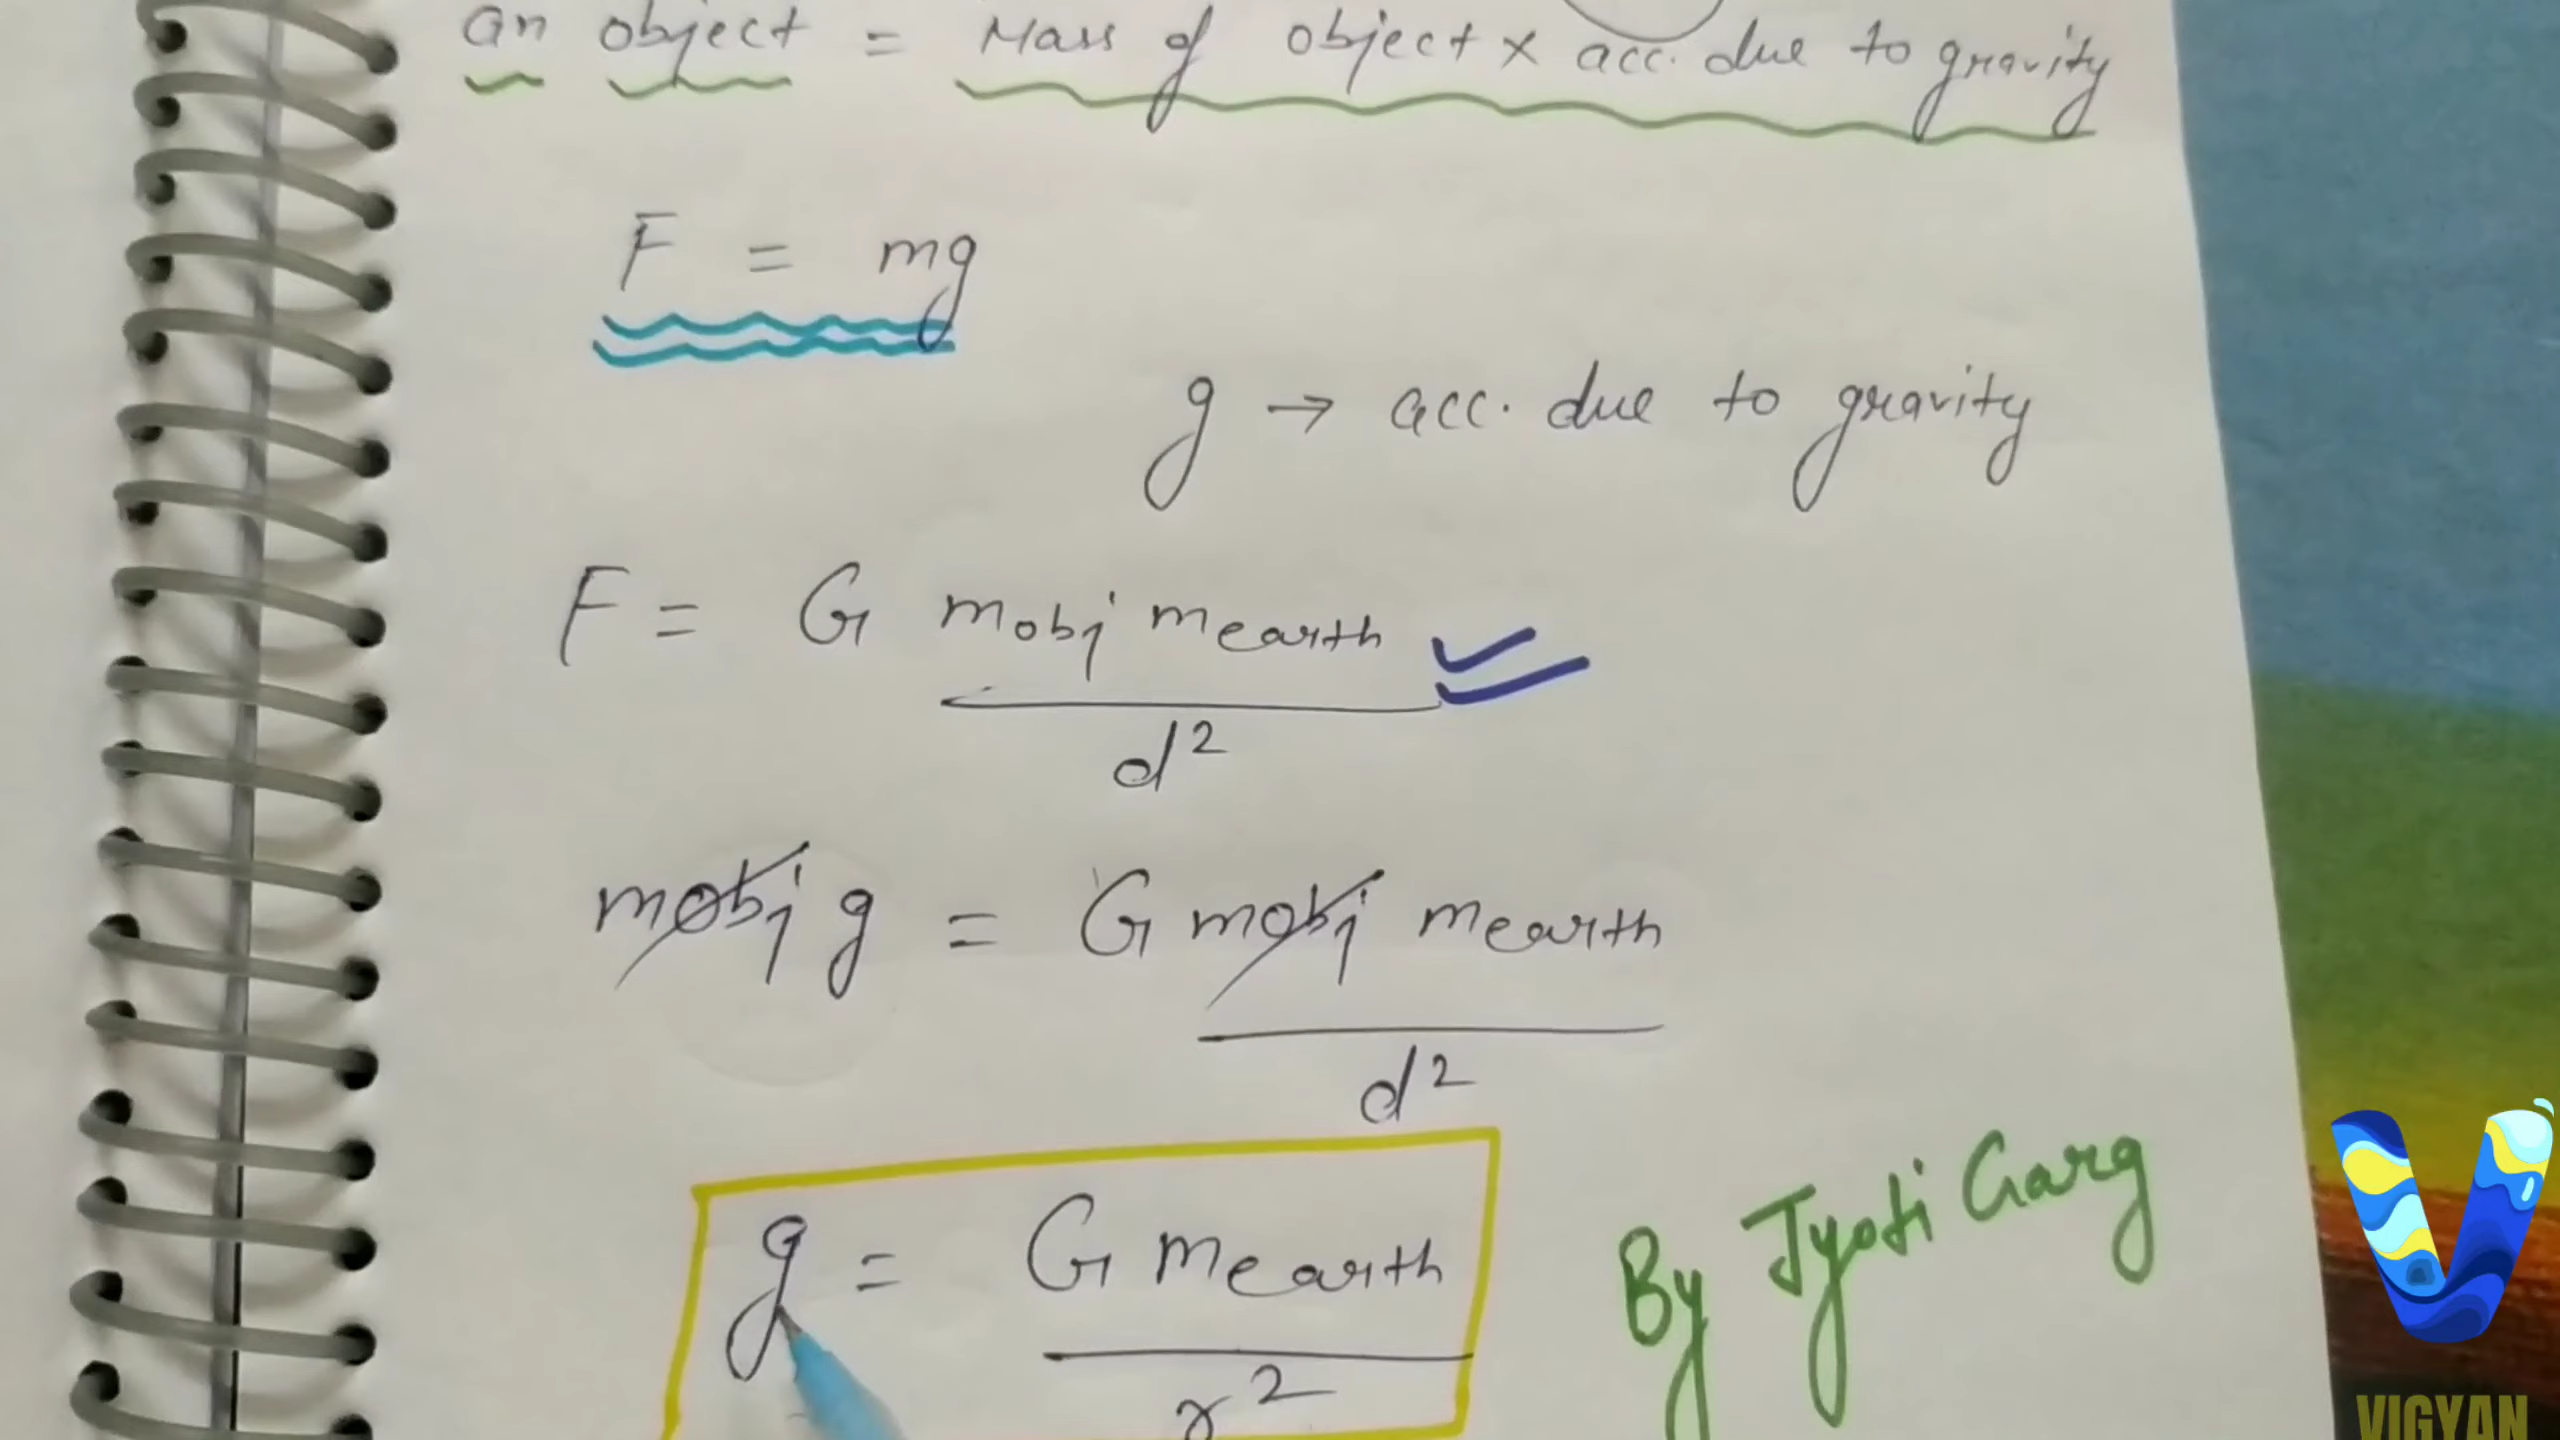 an object = Mass of object × acc. due to gravity
F = mg
g → acc. due to gravity
F = G mobj mearth
d²
mobj g = G mobj mearth
d²
g = G mearth
r²
By Jyoti Garg
VIGYAN